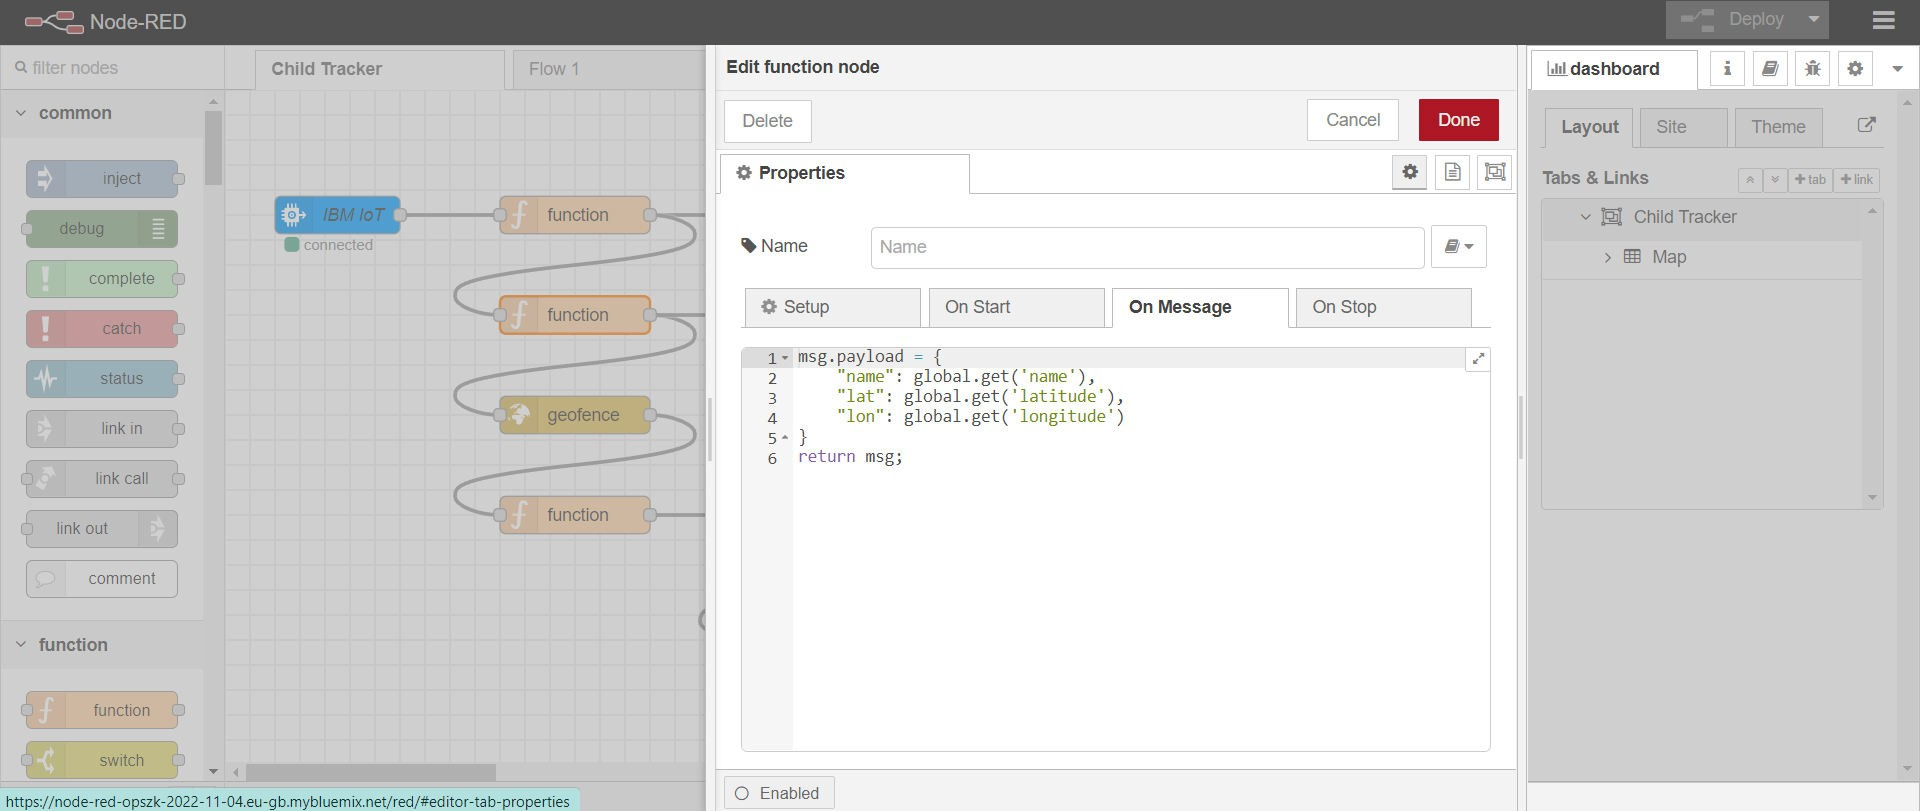 Node-RED
Deploy
filter nodes
common
inject
debug
complete
catch
status
link in
link call
link out
comment
function
function
switch
Child Tracker
Flow 1
IBM IoT
connected
function
function
geofence
function
Edit function node
Delete
Cancel
Done
Properties
Name
Name
Setup
On Start
On Message
On Stop
1 msg.payload = {
2 "name": global.get('name'),
3 "lat": global.get('latitude'),
4 "lon": global.get('longitude')
5 }
6 return msg;
Enabled
dashboard
Layout
Site
Theme
Tabs & Links
+tab
+link
Child Tracker
Map
https://node-red-opszk-2022-11-04.eu-gb.mybluemix.net/red/#editor-tab-properties